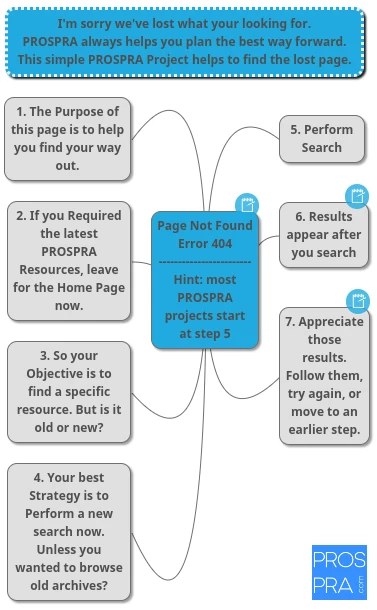 I'm sorry we've lost what your looking for.
PROSPRA always helps you plan the best way forward.
This simple PROSPRA Project helps to find the lost page.
1. The Purpose of
this page is to help
you find your way
out.
2. If you Required
the latest
PROSPRA
Resources, leave
for the Home Page
now.
3. So your
Objective is to
find a specific
resource. But is it
old or new?
4. Your best
Strategy is to
Perform a new
search now.
Unless you
wanted to browse
old archives?
Page Not Found
Error 404
------------------------
Hint: most
PROSPRA
projects start
at step 5
5. Perform
Search
6. Results
appear after
you search
7. Appreciate
those
results.
Follow them,
try again, or
move to an
earlier step.
PROS
PRA.com